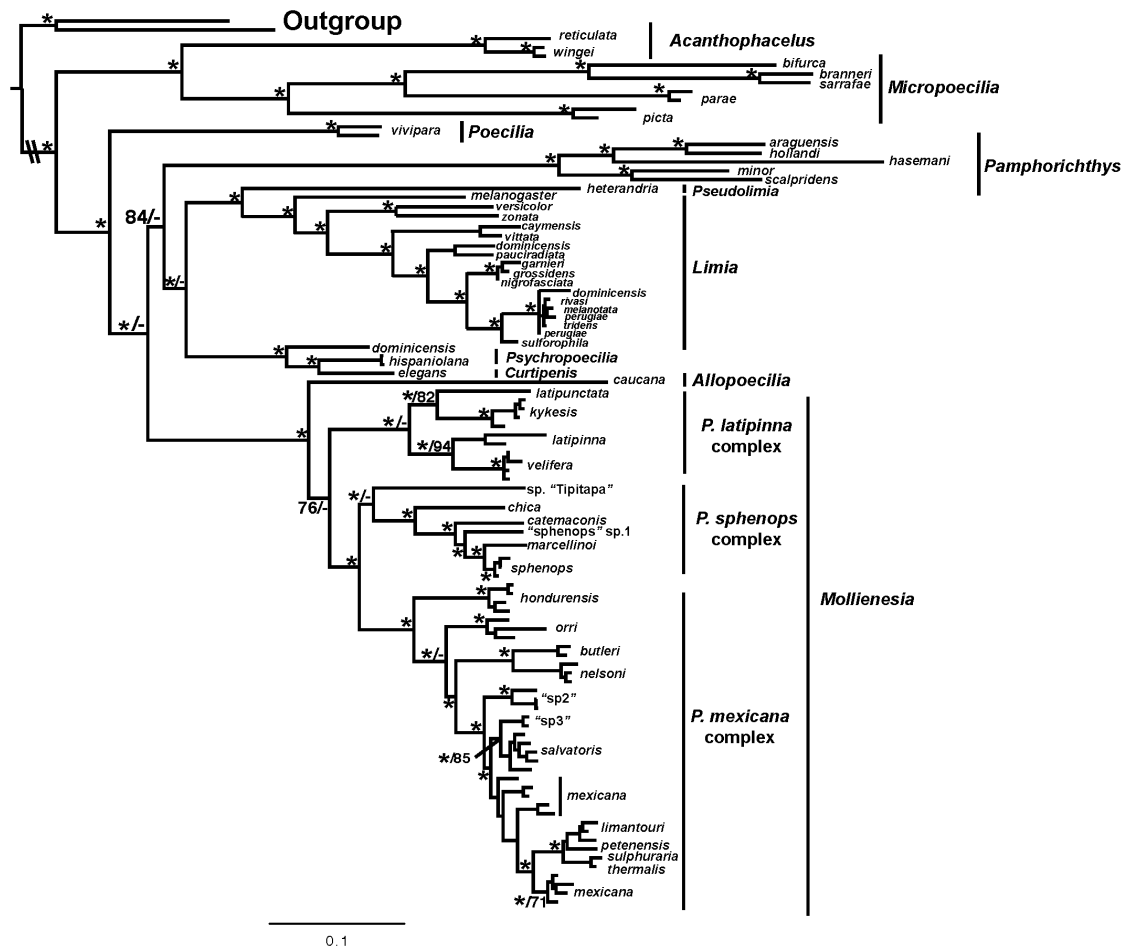 Outgroup
reticulata
wingei
Acanthophacelus
bifurca
branneri
sarrafae
parae
picta
Micropoecilia
vivipara
Poecilia
araguensis
hollandi
hasemani
minor
scalpridens
Pamphorichthys
heterandria
Pseudolimia
84/-
melanogaster
versicolor
zonata
caymensis
vittata
dominicensis
pauciradiata
garnieri
grossidens
nigrofasciata
dominicensis
rivasi
melanotata
perugiae
tridens
perugiae
sulforophila
Limia
*/-
*/-
dominicensis
hispaniolana
elegans
Psychropoecilia
Curtipenis
caucana
Allopoecilia
*/82
latipunctata
kykesis
*/-
*/94
latipinna
velifera
P. latipinna
complex
76/-
*/-
sp. “Tipitapa”
chica
catemaconis
“sphenops” sp.1
marcellinoi
sphenops
P. sphenops
complex
hondurensis
orri
*/-
butleri
nelsoni
“sp2”
“sp3”
*/85
salvatoris
mexicana
limantouri
petenensis
sulphuraria
thermalis
mexicana
*/71
P. mexicana
complex
Mollienesia
0.1